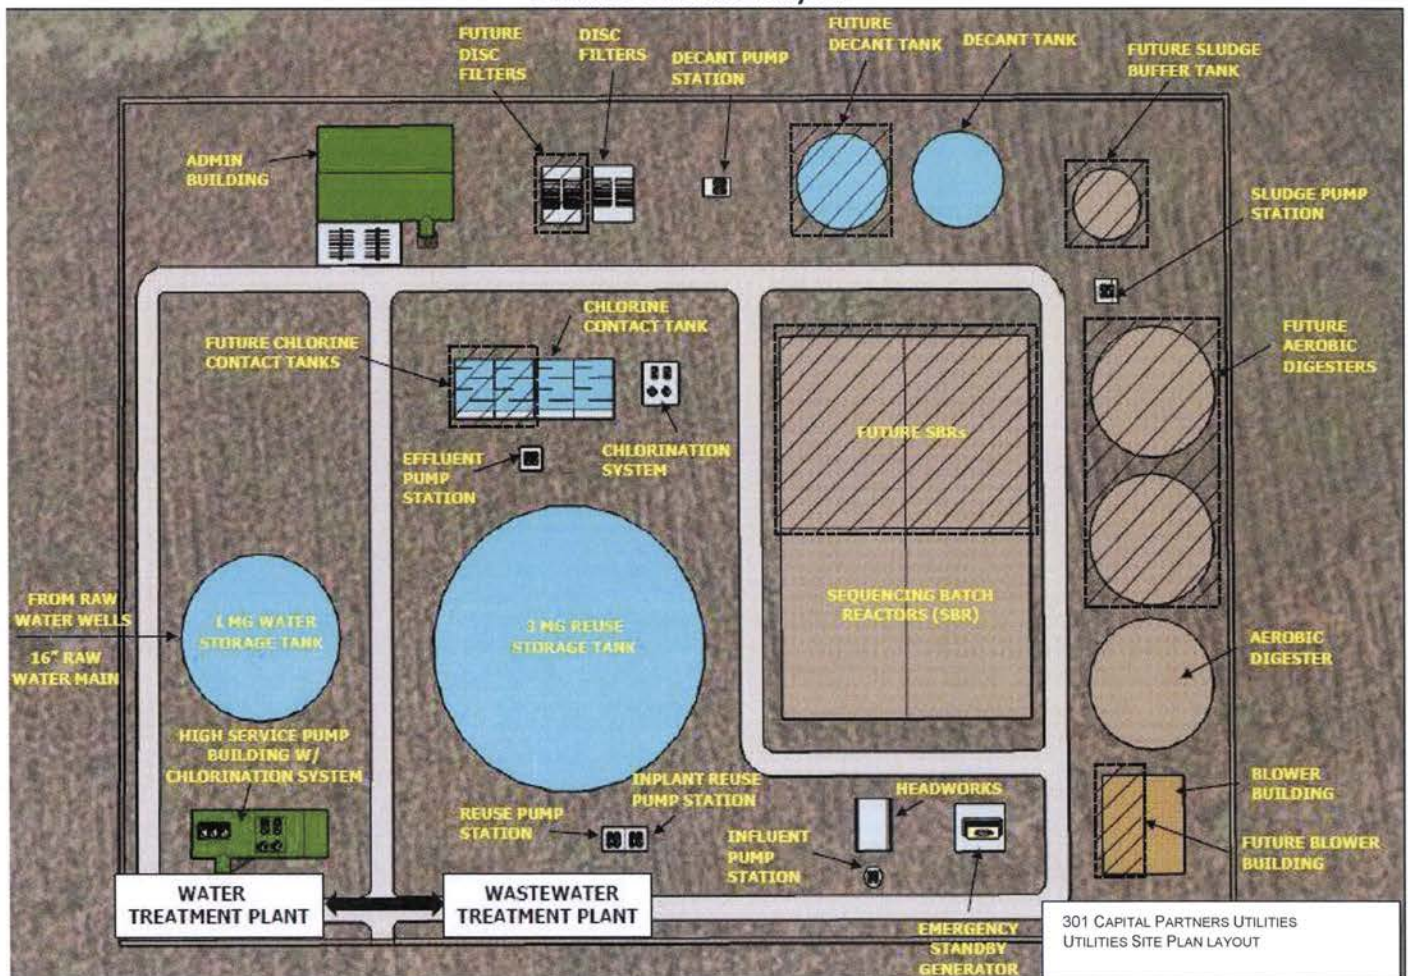 FUTURE
DISC
FILTERS
DISC
FILTERS
DECANT PUMP
STATION
FUTURE
DECANT TANK
DECANT TANK
FUTURE SLUDGE
BUFFER TANK
ADMIN
BUILDING
SLUDGE PUMP
STATION
CHLORINE
CONTACT TANK
FUTURE CHLORINE
CONTACT TANKS
FUTURE
AEROBIC
DIGESTERS
FUTURE SBRs
EFFLUENT
PUMP
STATION
CHLORINATION
SYSTEM
FROM RAW
WATER WELLS
16" RAW
WATER MAIN
1 MG WATER
STORAGE TANK
3 MG REUSE
STORAGE TANK
SEQUENCING BATCH
REACTORS (SBR)
AEROBIC
DIGESTER
HIGH SERVICE PUMP
BUILDING W/
CHLORINATION SYSTEM
REUSE PUMP
STATION
INPLANT REUSE
PUMP STATION
HEADWORKS
INFLUENT
PUMP
STATION
BLOWER
BUILDING
FUTURE BLOWER
BUILDING
WATER
TREATMENT PLANT
WASTEWATER
TREATMENT PLANT
EMERGENCY
STANDBY
GENERATOR
301 CAPITAL PARTNERS UTILITIES
UTILITIES SITE PLAN LAYOUT